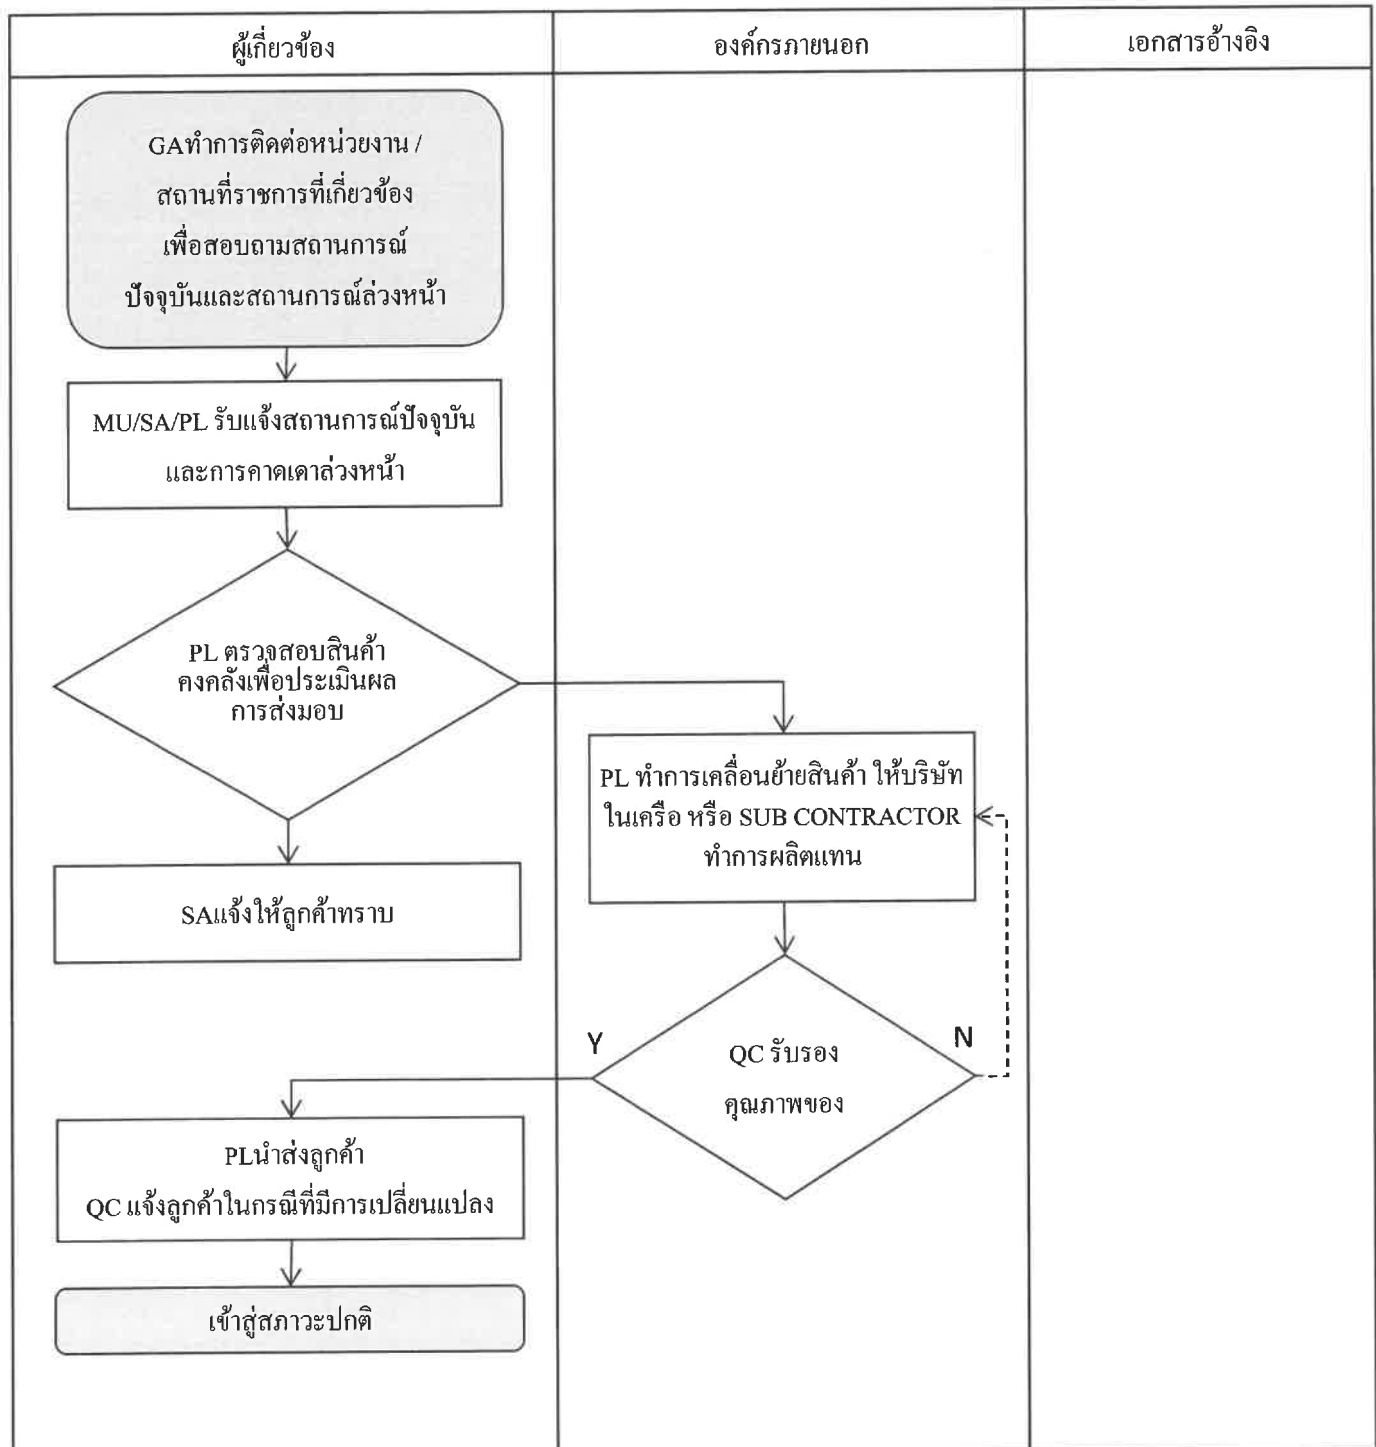 ผู้เกี่ยวข้อง
องค์กรภายนอก
เอกสารอ้างอิง
GAทำการติดต่อหน่วยงาน /
สถานที่ราชการที่เกี่ยวข้อง
เพื่อสอบถามสถานการณ์
ปัจจุบันและสถานการณ์ล่วงหน้า
MU/SA/PL รับแจ้งสถานการณ์ปัจจุบัน
และการคาดเดาล่วงหน้า
PL ตรวจสอบสินค้า
คงคลังเพื่อประเมินผล
การส่งมอบ
PL ทำการเคลื่อนย้ายสินค้า ให้บริษัท
ในเครือ หรือ SUB CONTRACTOR
ทำการผลิตแทน
SAแจ้งให้ลูกค้าทราบ
Y
N
QC รับรอง
คุณภาพของ
PLนำส่งลูกค้า
QC แจ้งลูกค้าในกรณีที่มีการเปลี่ยนแปลง
เข้าสู่สภาวะปกติ